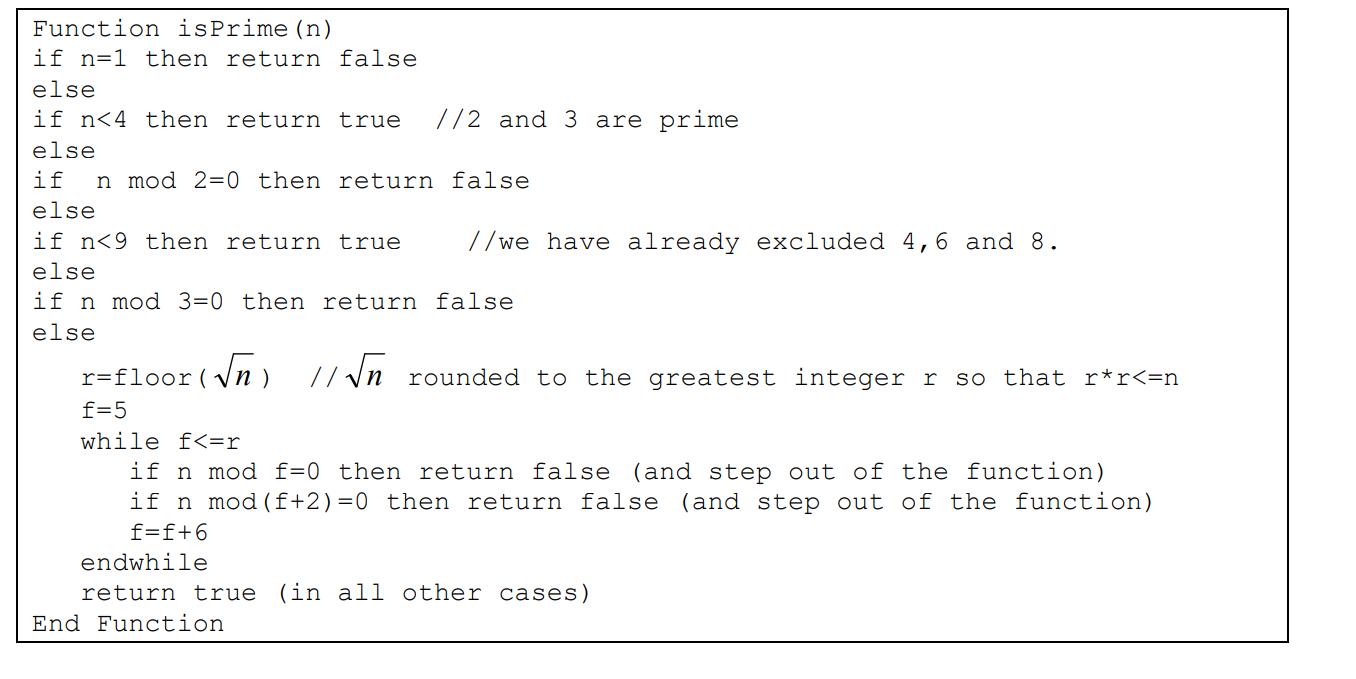 Function isPrime(n)
if n=1 then return false
else
if n<4 then return true  //2 and 3 are prime
else
if  n mod 2=0 then return false
else
if n<9 then return true    //we have already excluded 4,6 and 8.
else
if n mod 3=0 then return false
else
   r=floor(√n)  //√n rounded to the greatest integer r so that r*r<=n
   f=5
   while f<=r
      if n mod f=0 then return false (and step out of the function)
      if n mod(f+2)=0 then return false (and step out of the function)
      f=f+6
   endwhile
   return true (in all other cases)
End Function